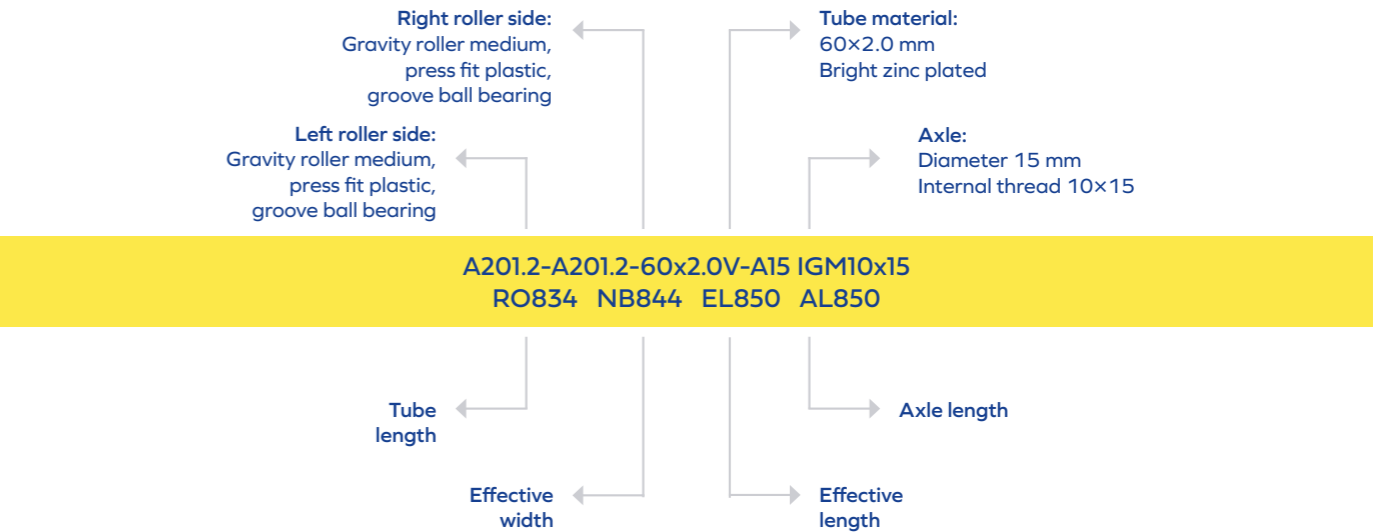 Right roller side:
Gravity roller medium,
press fit plastic,
groove ball bearing
Tube material:
60×2.0 mm
Bright zinc plated
Left roller side:
Gravity roller medium,
press fit plastic,
groove ball bearing
Axle:
Diameter 15 mm
Internal thread 10×15
A201.2-A201.2-60x2.0V-A15 IGM10x15
RO834 NB844 EL850 AL850
Tube
length
Axle length
Effective
width
Effective
length